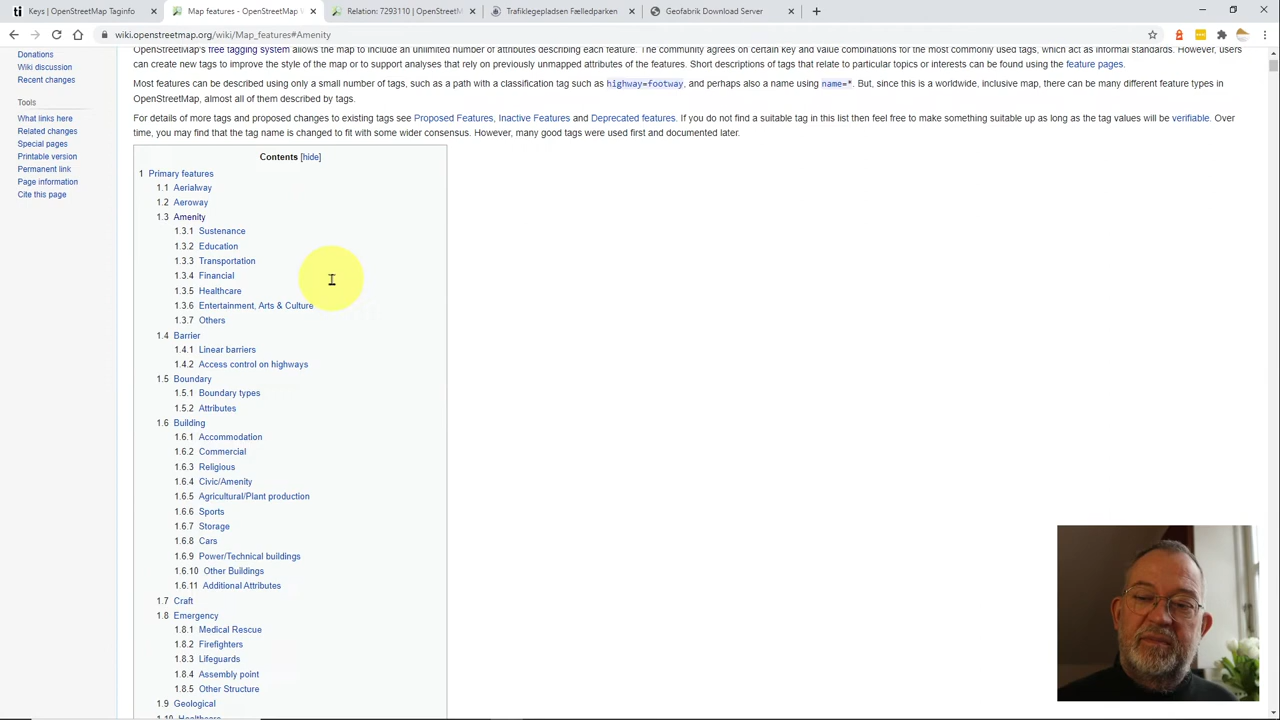 Keys | OpenStreetMap Taginfo
Map features - OpenStreetMap W
Relation: 7293110 | OpenStreetM
Trafiklegepladsen Fælledparken
Geofabrik Download Server
wiki.openstreetmap.org/wiki/Map_features#Amenity
Donations
Wiki discussion
Recent changes
Tools
What links here
Related changes
Special pages
Printable version
Permanent link
Page information
Cite this page
OpenStreetMap's free tagging system allows the map to include an unlimited number of attributes describing each feature. The community agrees on certain key and value combinations for the most commonly used tags, which act as informal standards. However, users
can create new tags to improve the style of the map or to support analyses that rely on previously unmapped attributes of the features. Short descriptions of tags that relate to particular topics or interests can be found using the feature pages.
Most features can be described using only a small number of tags, such as a path with a classification tag such as highway=footway, and perhaps also a name using name=*. But, since this is a worldwide, inclusive map, there can be many different feature types in
OpenStreetMap, almost all of them described by tags.
For details of more tags and proposed changes to existing tags see Proposed Features, Inactive Features and Deprecated features. If you do not find a suitable tag in this list then feel free to make something suitable up as long as the tag values will be verifiable. Over
time, you may find that the tag name is changed to fit with some wider consensus. However, many good tags were used first and documented later.
Contents [hide]
1 Primary features
1.1 Aerialway
1.2 Aeroway
1.3 Amenity
1.3.1 Sustenance
1.3.2 Education
1.3.3 Transportation
1.3.4 Financial
1.3.5 Healthcare
1.3.6 Entertainment, Arts & Culture
1.3.7 Others
1.4 Barrier
1.4.1 Linear barriers
1.4.2 Access control on highways
1.5 Boundary
1.5.1 Boundary types
1.5.2 Attributes
1.6 Building
1.6.1 Accommodation
1.6.2 Commercial
1.6.3 Religious
1.6.4 Civic/Amenity
1.6.5 Agricultural/Plant production
1.6.6 Sports
1.6.7 Storage
1.6.8 Cars
1.6.9 Power/Technical buildings
1.6.10 Other Buildings
1.6.11 Additional Attributes
1.7 Craft
1.8 Emergency
1.8.1 Medical Rescue
1.8.2 Firefighters
1.8.3 Lifeguards
1.8.4 Assembly point
1.8.5 Other Structure
1.9 Geological
1.10 Healthcare